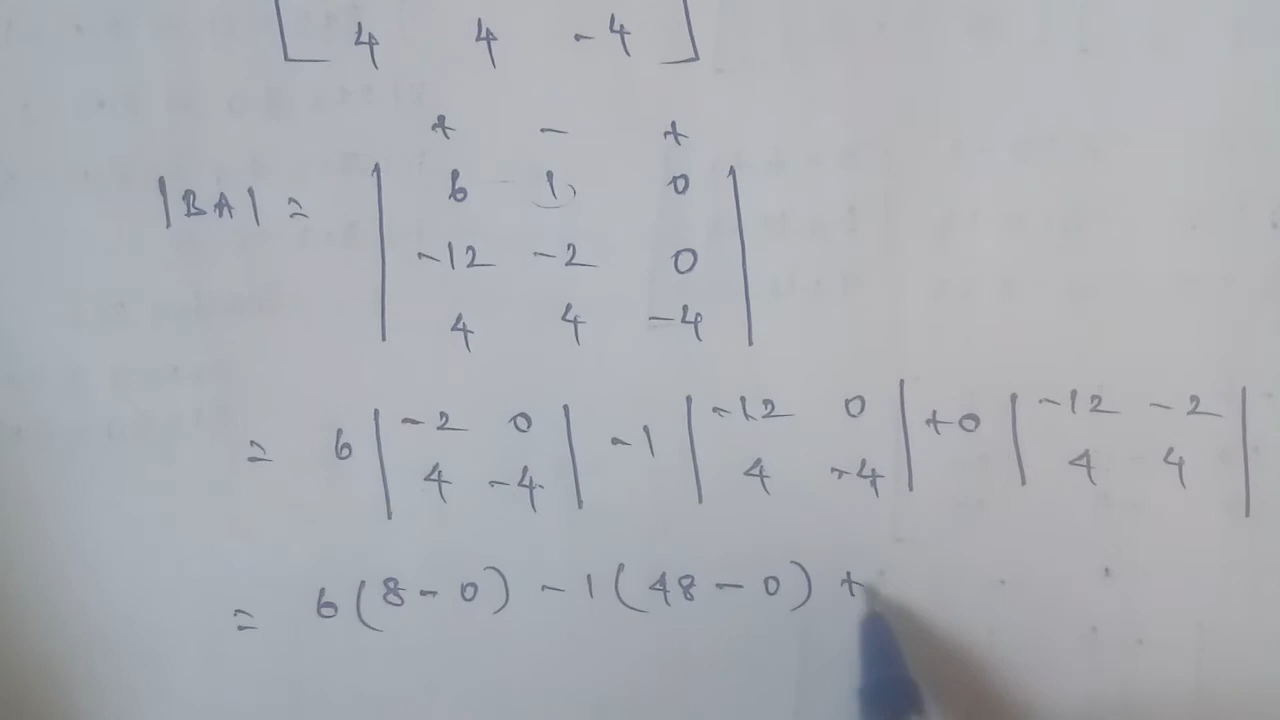 4 4 -4
+ - +
|BA| = | 6 1 0 |
-12 -2 0
4 4 -4
= 6 | -2 0 | -1 | -12 0 | +0 | -12 -2 |
4 -4 4 -4 4 4
= 6(8-0) -1(48-0) +